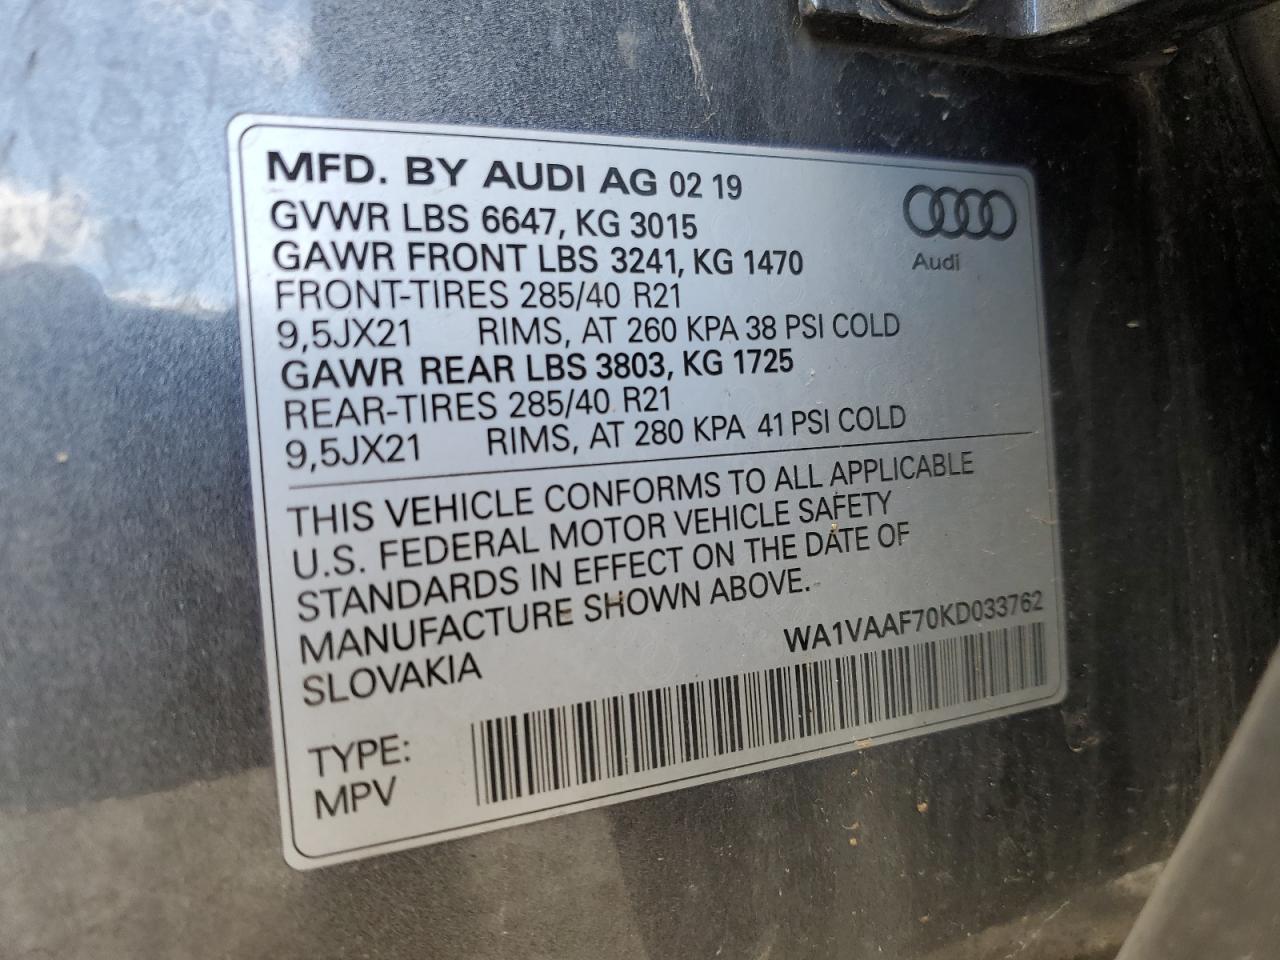 MFD. BY AUDI AG 02 19
GVWR LBS 6647, KG 3015
GAWR FRONT LBS 3241, KG 1470
FRONT-TIRES 285/40 R21
9,5JX21 RIMS, AT 260 KPA 38 PSI COLD
GAWR REAR LBS 3803, KG 1725
REAR-TIRES 285/40 R21
9,5JX21 RIMS, AT 280 KPA 41 PSI COLD
Audi
THIS VEHICLE CONFORMS TO ALL APPLICABLE
U.S. FEDERAL MOTOR VEHICLE SAFETY
STANDARDS IN EFFECT ON THE DATE OF
MANUFACTURE SHOWN ABOVE.
SLOVAKIA
WA1VAAF70KD033762
TYPE:
MPV